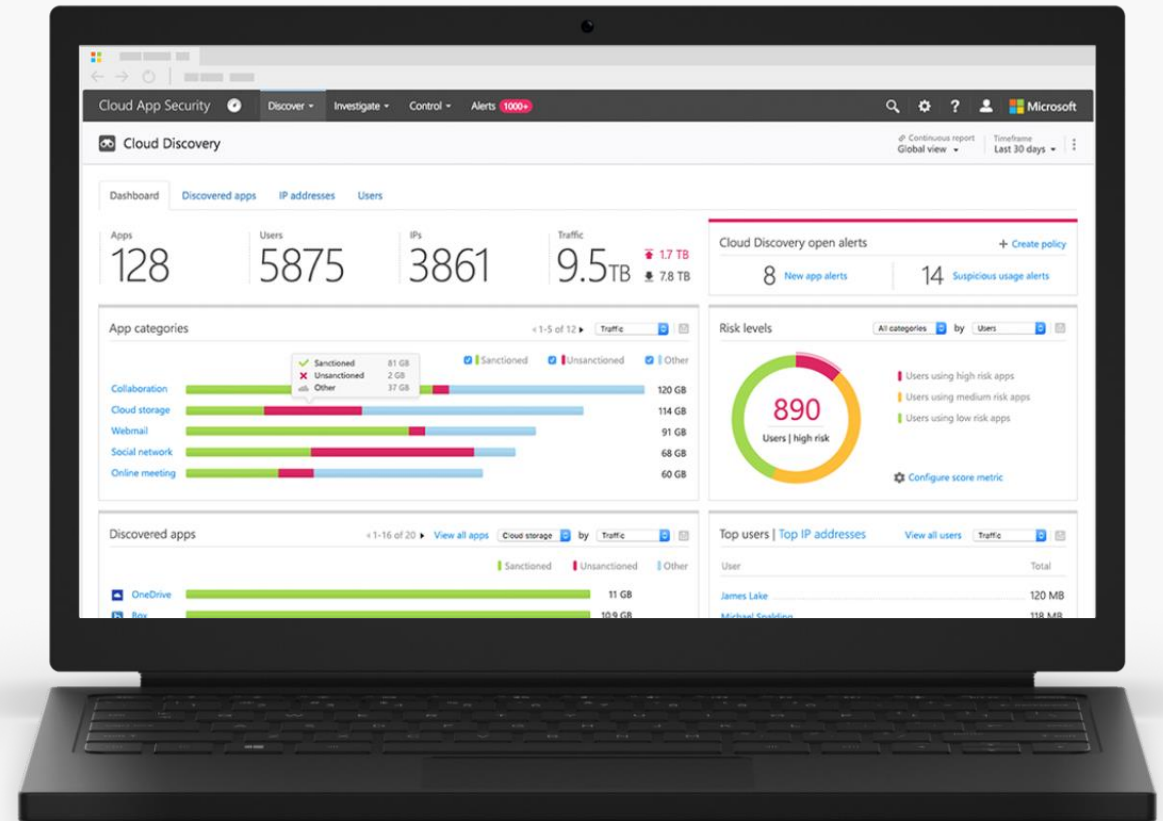 Cloud App Security Discover Investigate Control Alerts 1000+ ? Microsoft
Cloud Discovery
Continuous report Timeframe
Global view Last 30 days
Dashboard Discovered apps IP addresses Users
Apps Users IPs Traffic
128 5875 3861 9.5TB
1.7 TB
7.8 TB
Cloud Discovery open alerts + Create policy
8 New app alerts 14 Suspicious usage alerts
App categories 1-5 of 12 Traffic
Sanctioned Unsanctioned Other
Sanctioned 81 GB
Unsanctioned 2 GB
Other 37 GB
Collaboration 120 GB
Cloud storage 114 GB
Webmail 91 GB
Social network 68 GB
Online meeting 60 GB
Risk levels All categories by Users
890
Users | high risk
Users using high risk apps
Users using medium risk apps
Users using low risk apps
Configure score metric
Discovered apps 1-16 of 20 View all apps Cloud storage by Traffic
Sanctioned Unsanctioned Other
OneDrive 11 GB
Box 10.9 GB
Top users | Top IP addresses View all users Traffic
User Total
James Lake 120 MB
Michael Spalding 118 MB